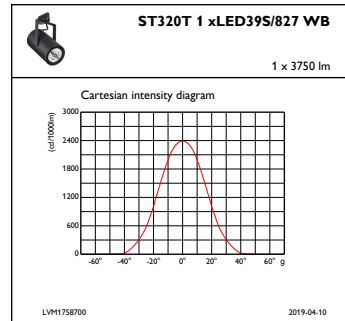 ST320T 1 xLED39S/827 WB
1 x 3750 lm
Cartesian intensity diagram
(cd/1000lm)
3000
2400
1800
1200
600
0
-60° -40° -20° 0° 20° 40° 60° g
LVM1758700 2019-04-10